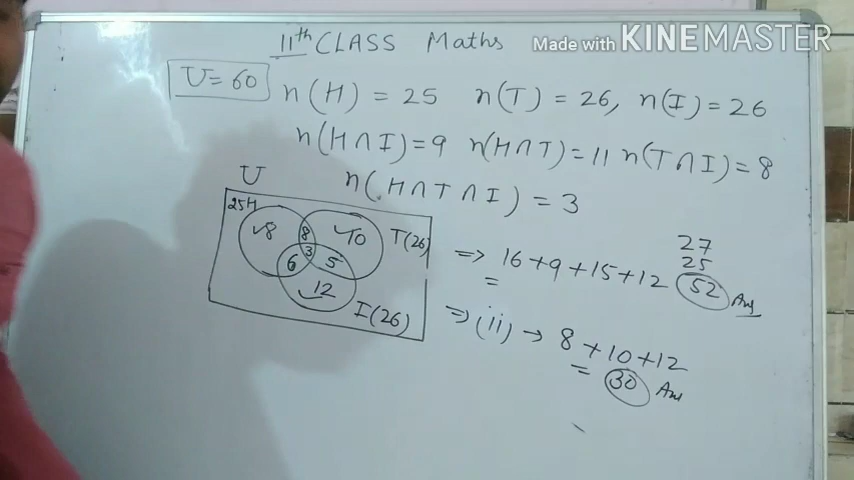 11th CLASS Maths
Made with KINEMASTER
U=60
n(H) = 25 n(T) = 26, n(I) = 26
n(H∩I)=9 n(H∩T)=11 n(T∩I)=8
n(H∩T∩I) = 3
U
25H
8 8 10 T(26)
3
6 5
12
I(26)
27
25
⇒ 16+9+15+12 52 Ans
=
⇒(ii) → 8+10+12
= 30 Ans